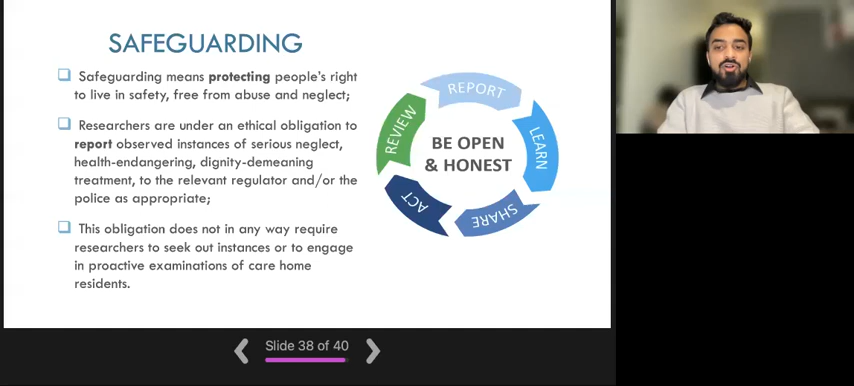 SAFEGUARDING
Safeguarding means protecting people's right
to live in safety, free from abuse and neglect;
Researchers are under an ethical obligation to
report observed instances of serious neglect,
health-endangering, dignity-demeaning
treatment, to the relevant regulator and/or the
police as appropriate;
This obligation does not in any way require
researchers to seek out instances or to engage
in proactive examinations of care home
residents.
REPORT
LEARN
SHARE
ACT
REVIEW
BE OPEN
& HONEST
Slide 38 of 40